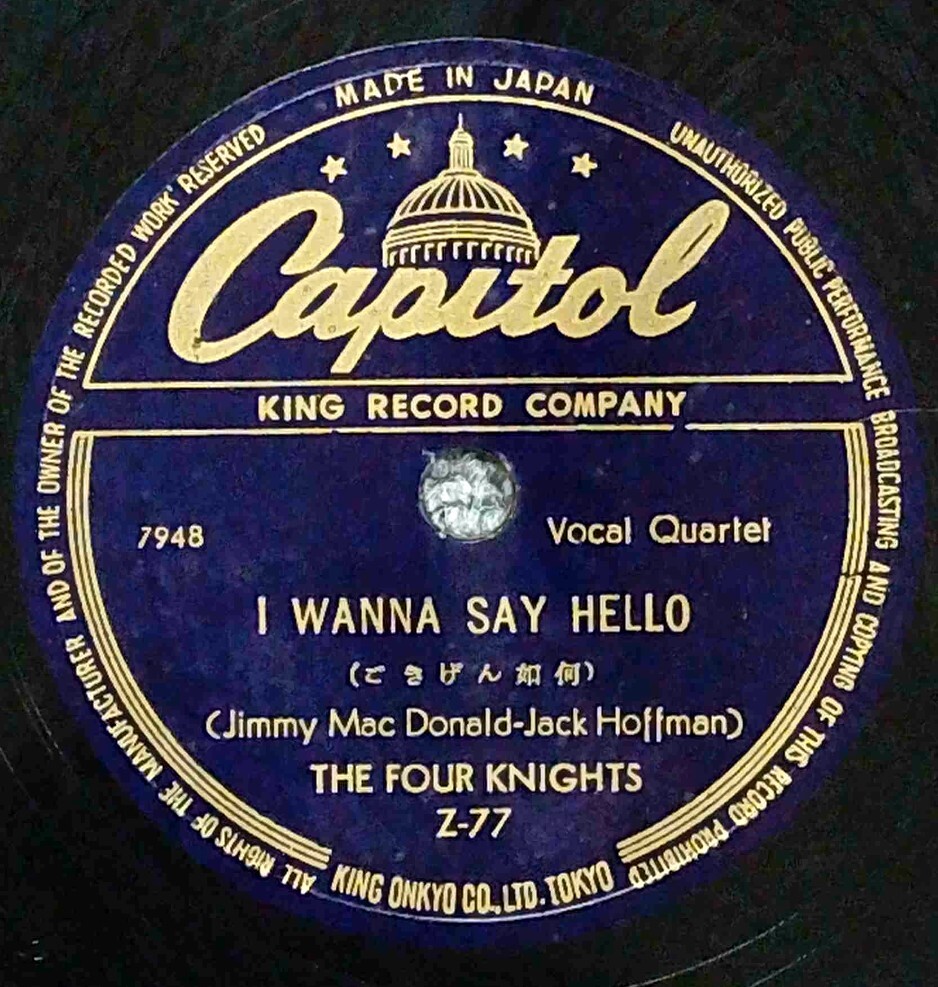 MADE IN JAPAN
Capitol
KING RECORD COMPANY
7948
Vocal Quartet
I WANNA SAY HELLO
(ごきげん如何)
(Jimmy Mac Donald-Jack Hoffman)
THE FOUR KNIGHTS
Z-77
KING ONKYO CO., LTD. TOKYO
ALL RIGHTS OF THE MANUFACTURER AND OF THE OWNER OF THE RECORDED WORK RESERVED
UNAUTHORIZED PUBLIC PERFORMANCE BROADCASTING AND COPYING OF THIS RECORD PROHIBITED